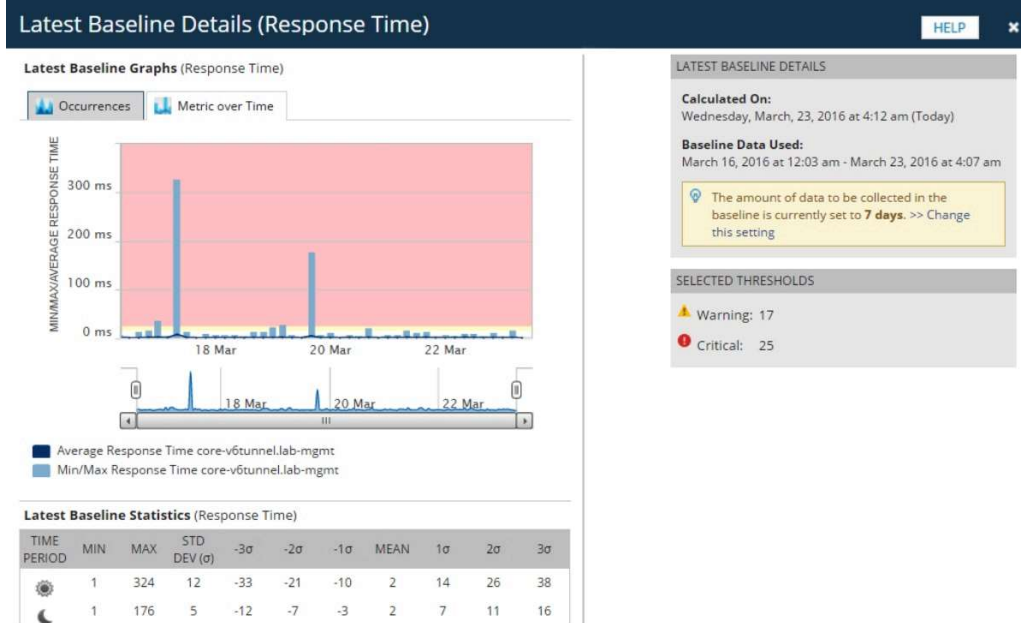 Latest Baseline Details (Response Time)
HELP
Latest Baseline Graphs (Response Time)
Occurrences
Metric over Time
MIN/MAX/AVERAGE RESPONSE TIME
300 ms
200 ms
100 ms
0 ms
18 Mar
20 Mar
22 Mar
18 Mar
20 Mar
22 Mar
Average Response Time core-v6tunnel.lab-mgmt
Min/Max Response Time core-v6tunnel.lab-mgmt
Latest Baseline Statistics (Response Time)
TIME PERIOD MIN MAX STD DEV (σ) -3σ -2σ -1σ MEAN 1σ 2σ 3σ
1 324 12 -33 -21 -10 2 14 26 38
1 176 5 -12 -7 -3 2 7 11 16
LATEST BASELINE DETAILS
Calculated On:
Wednesday, March, 23, 2016 at 4:12 am (Today)
Baseline Data Used:
March 16, 2016 at 12:03 am - March 23, 2016 at 4:07 am
The amount of data to be collected in the
baseline is currently set to 7 days. >> Change
this setting
SELECTED THRESHOLDS
Warning: 17
Critical: 25